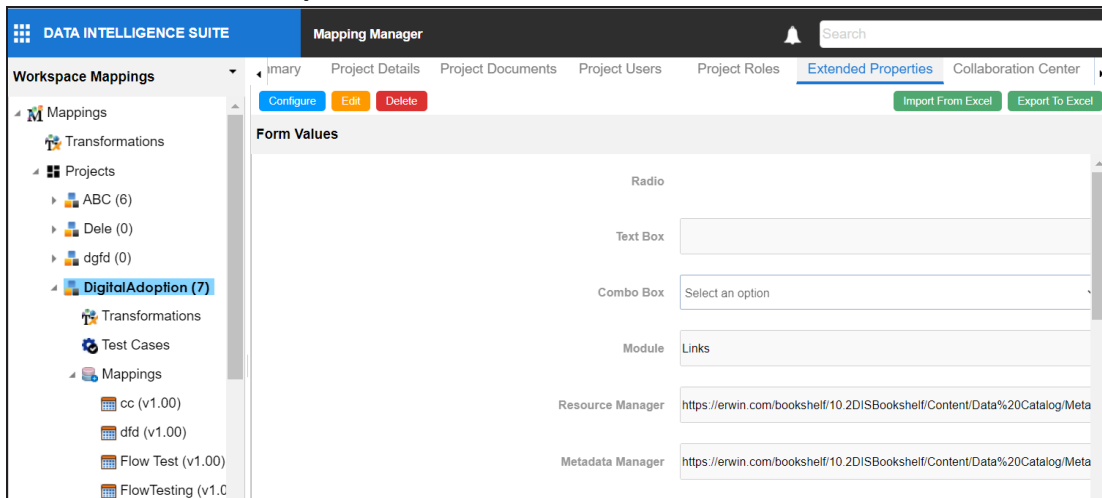 DATA INTELLIGENCE SUITE
Mapping Manager
Search
Workspace Mappings
Project Details
Project Documents
Project Users
Project Roles
Extended Properties
Collaboration Center
Configure
Edit
Delete
Import From Excel
Export To Excel
Mappings
Transformations
Projects
ABC (6)
Dele (0)
dgfd (0)
DigitalAdoption (7)
Transformations
Test Cases
Mappings
cc (v1.00)
dfd (v1.00)
Flow Test (v1.00)
FlowTesting (v1.0
Form Values
Radio
Text Box
Combo Box
Select an option
Module
Links
Resource Manager
https://erwin.com/bookshelf/10.2DISBookshelf/Content/Data%20Catalog/Meta
Metadata Manager
https://erwin.com/bookshelf/10.2DISBookshelf/Content/Data%20Catalog/Meta